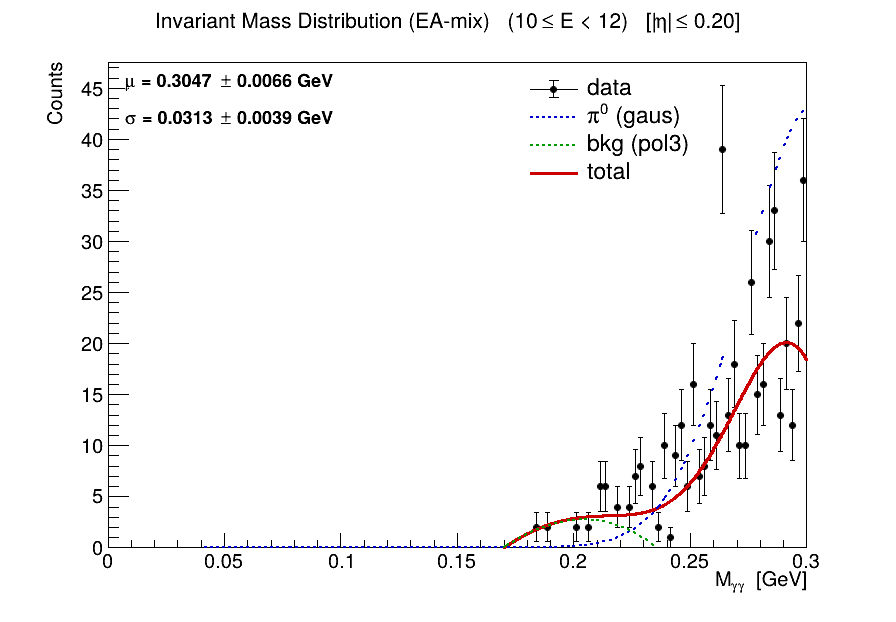 Invariant Mass Distribution (EA-mix) (10 ≤ E < 12) [|η| ≤ 0.20]
Counts
μ = 0.3047 ± 0.0066 GeV
σ = 0.0313 ± 0.0039 GeV
data
π⁰ (gaus)
bkg (pol3)
total
45
40
35
30
25
20
15
10
5
0
0 0.05 0.1 0.15 0.2 0.25 0.3
M_γγ [GeV]